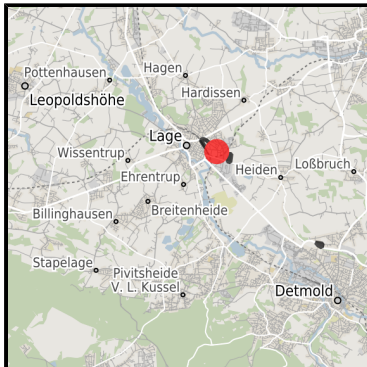 Hagen
Pottenhausen
Hardissen
Leopoldshöhe
Lage
Wissentrup
Loßbruch
Heiden
Ehrentrup
Breitenheide
Billinghausen
Stapelage
Pivitsheide
V. L. Kussel
Detmold